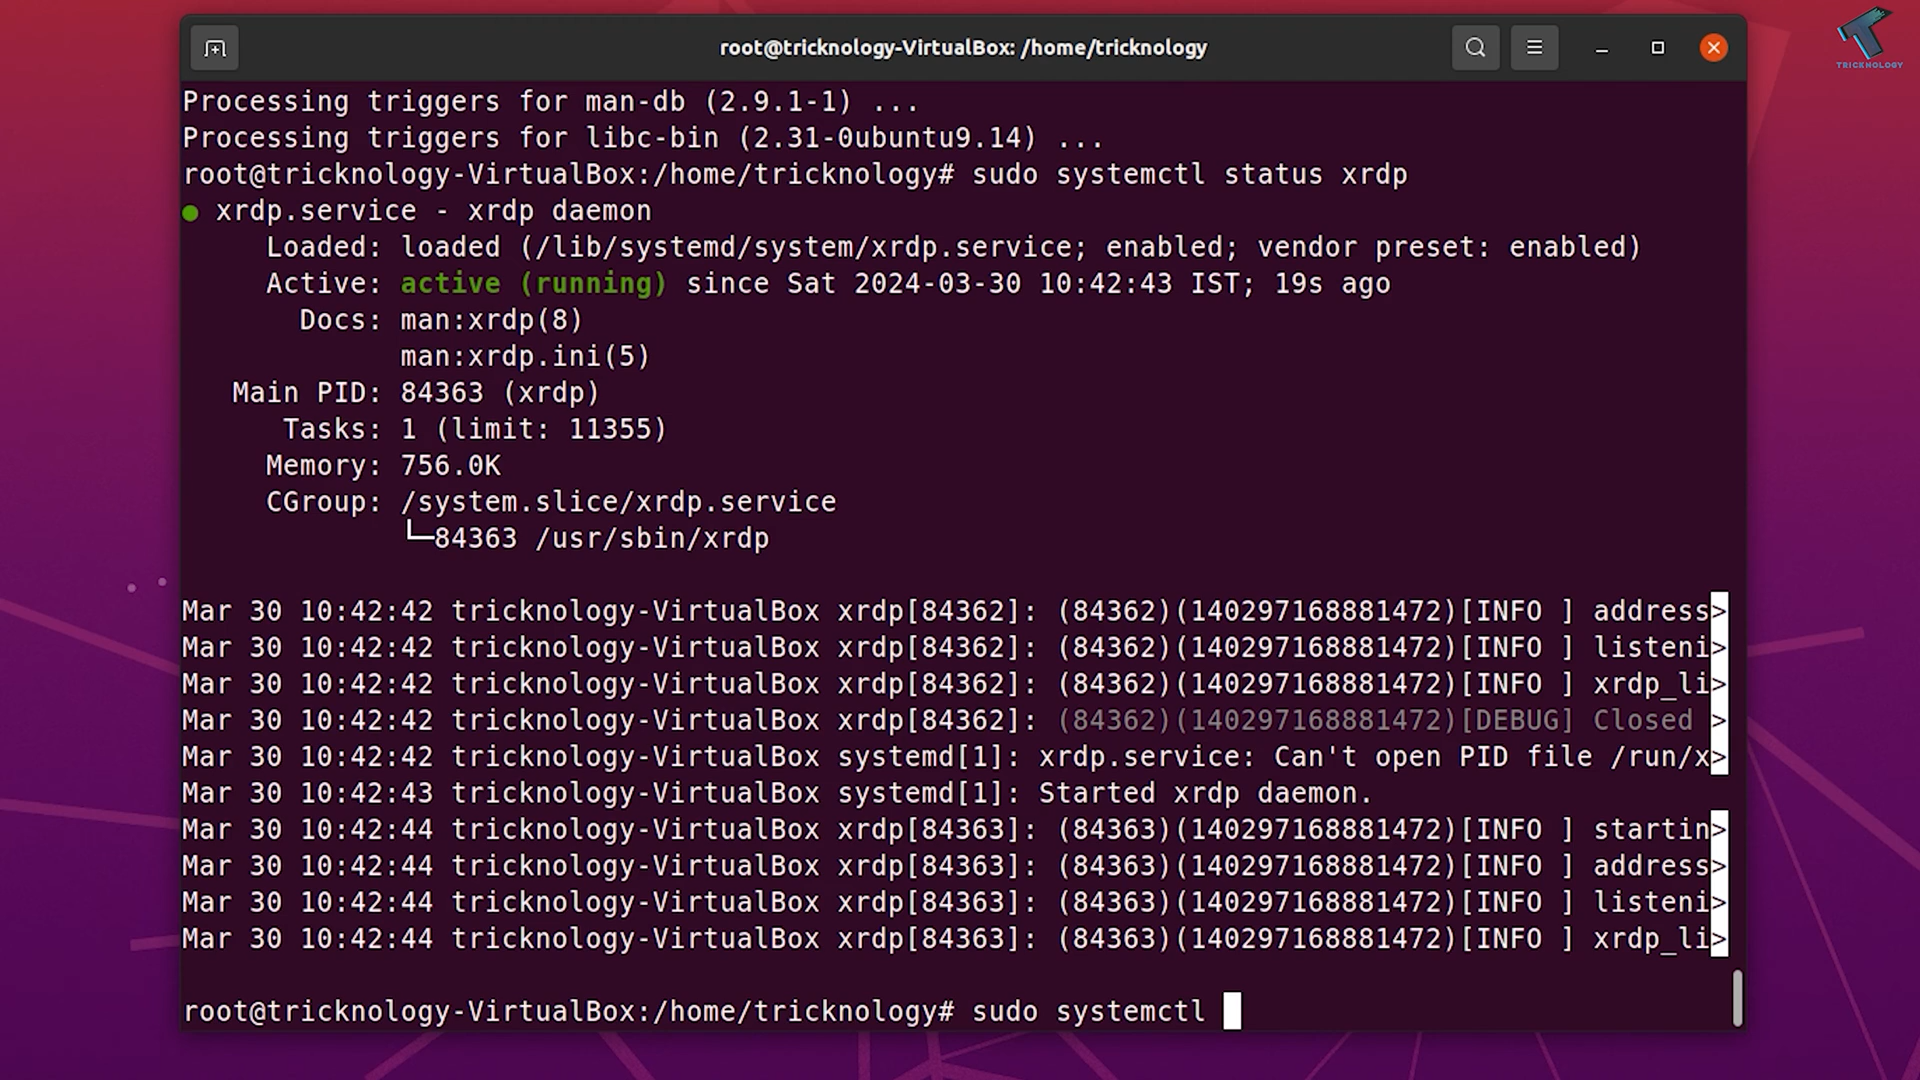 root@tricknology-VirtualBox: /home/tricknology
TRICKNOLOGY
Processing triggers for man-db (2.9.1-1) ...
Processing triggers for libc-bin (2.31-0ubuntu9.14) ...
root@tricknology-VirtualBox:/home/tricknology# sudo systemctl status xrdp
● xrdp.service - xrdp daemon
     Loaded: loaded (/lib/systemd/system/xrdp.service; enabled; vendor preset: enabled)
     Active: active (running) since Sat 2024-03-30 10:42:43 IST; 19s ago
       Docs: man:xrdp(8)
             man:xrdp.ini(5)
   Main PID: 84363 (xrdp)
      Tasks: 1 (limit: 11355)
     Memory: 756.0K
     CGroup: /system.slice/xrdp.service
             └─84363 /usr/sbin/xrdp
Mar 30 10:42:42 tricknology-VirtualBox xrdp[84362]: (84362)(140297168881472)[INFO ] address>
Mar 30 10:42:42 tricknology-VirtualBox xrdp[84362]: (84362)(140297168881472)[INFO ] listeni>
Mar 30 10:42:42 tricknology-VirtualBox xrdp[84362]: (84362)(140297168881472)[INFO ] xrdp_li>
Mar 30 10:42:42 tricknology-VirtualBox xrdp[84362]: (84362)(140297168881472)[DEBUG] Closed >
Mar 30 10:42:42 tricknology-VirtualBox systemd[1]: xrdp.service: Can't open PID file /run/x>
Mar 30 10:42:43 tricknology-VirtualBox systemd[1]: Started xrdp daemon.
Mar 30 10:42:44 tricknology-VirtualBox xrdp[84363]: (84363)(140297168881472)[INFO ] startin>
Mar 30 10:42:44 tricknology-VirtualBox xrdp[84363]: (84363)(140297168881472)[INFO ] address>
Mar 30 10:42:44 tricknology-VirtualBox xrdp[84363]: (84363)(140297168881472)[INFO ] listeni>
Mar 30 10:42:44 tricknology-VirtualBox xrdp[84363]: (84363)(140297168881472)[INFO ] xrdp_li>
root@tricknology-VirtualBox:/home/tricknology# sudo systemctl